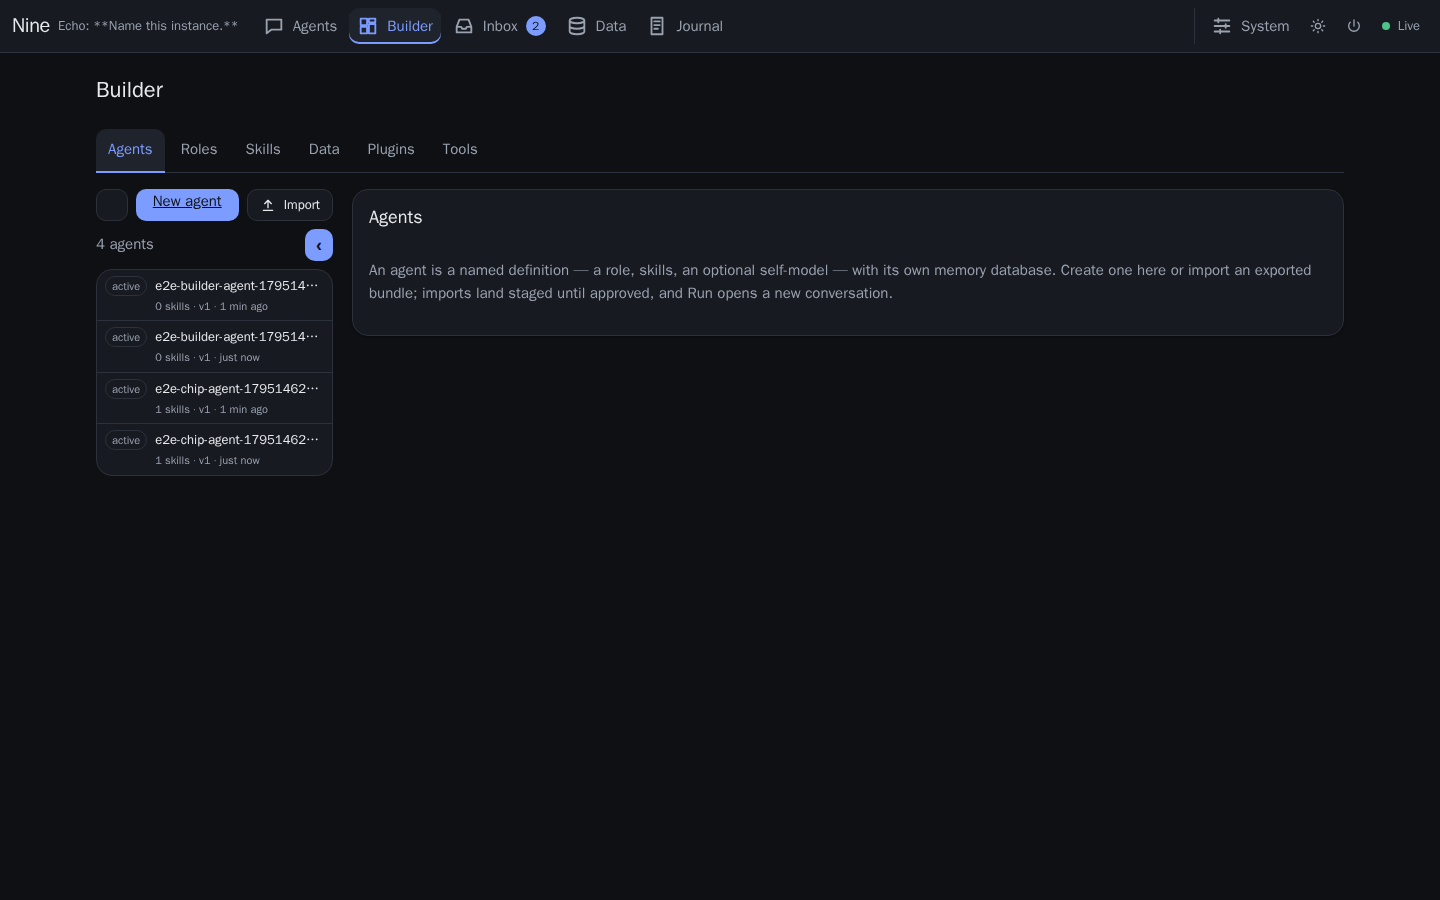 Nine Echo: **Name this instance.** Agents Builder Inbox 2 Data Journal System Live
Builder
Agents Roles Skills Data Plugins Tools
New agent Import
4 agents ‹
active e2e-builder-agent-179514…
0 skills · v1 · 1 min ago
active e2e-builder-agent-179514…
0 skills · v1 · just now
active e2e-chip-agent-17951462…
1 skills · v1 · 1 min ago
active e2e-chip-agent-17951462…
1 skills · v1 · just now
Agents
An agent is a named definition — a role, skills, an optional self-model — with its own memory database. Create one here or import an exported
bundle; imports land staged until approved, and Run opens a new conversation.